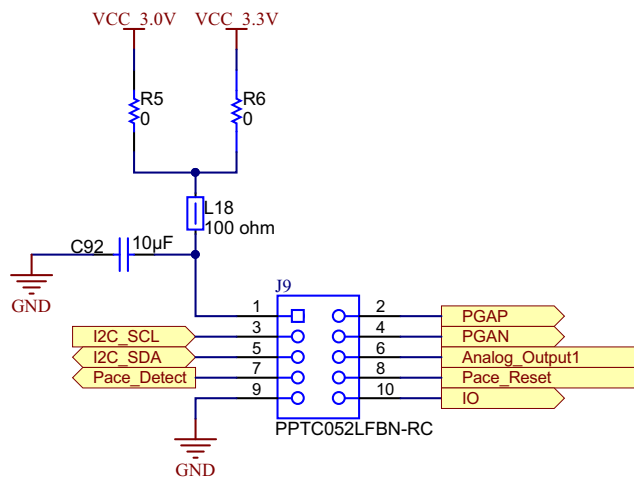 VCC_3.0V VCC_3.3V
R5 R6
0 0
L18
100 ohm
C92 10µF
GND
J9
1 2 PGAP
I2C_SCL 3 4 PGAN
I2C_SDA 5 6 Analog_Output1
Pace_Detect 7 8 Pace_Reset
9 10 IO
PPTC052LFBN-RC
GND